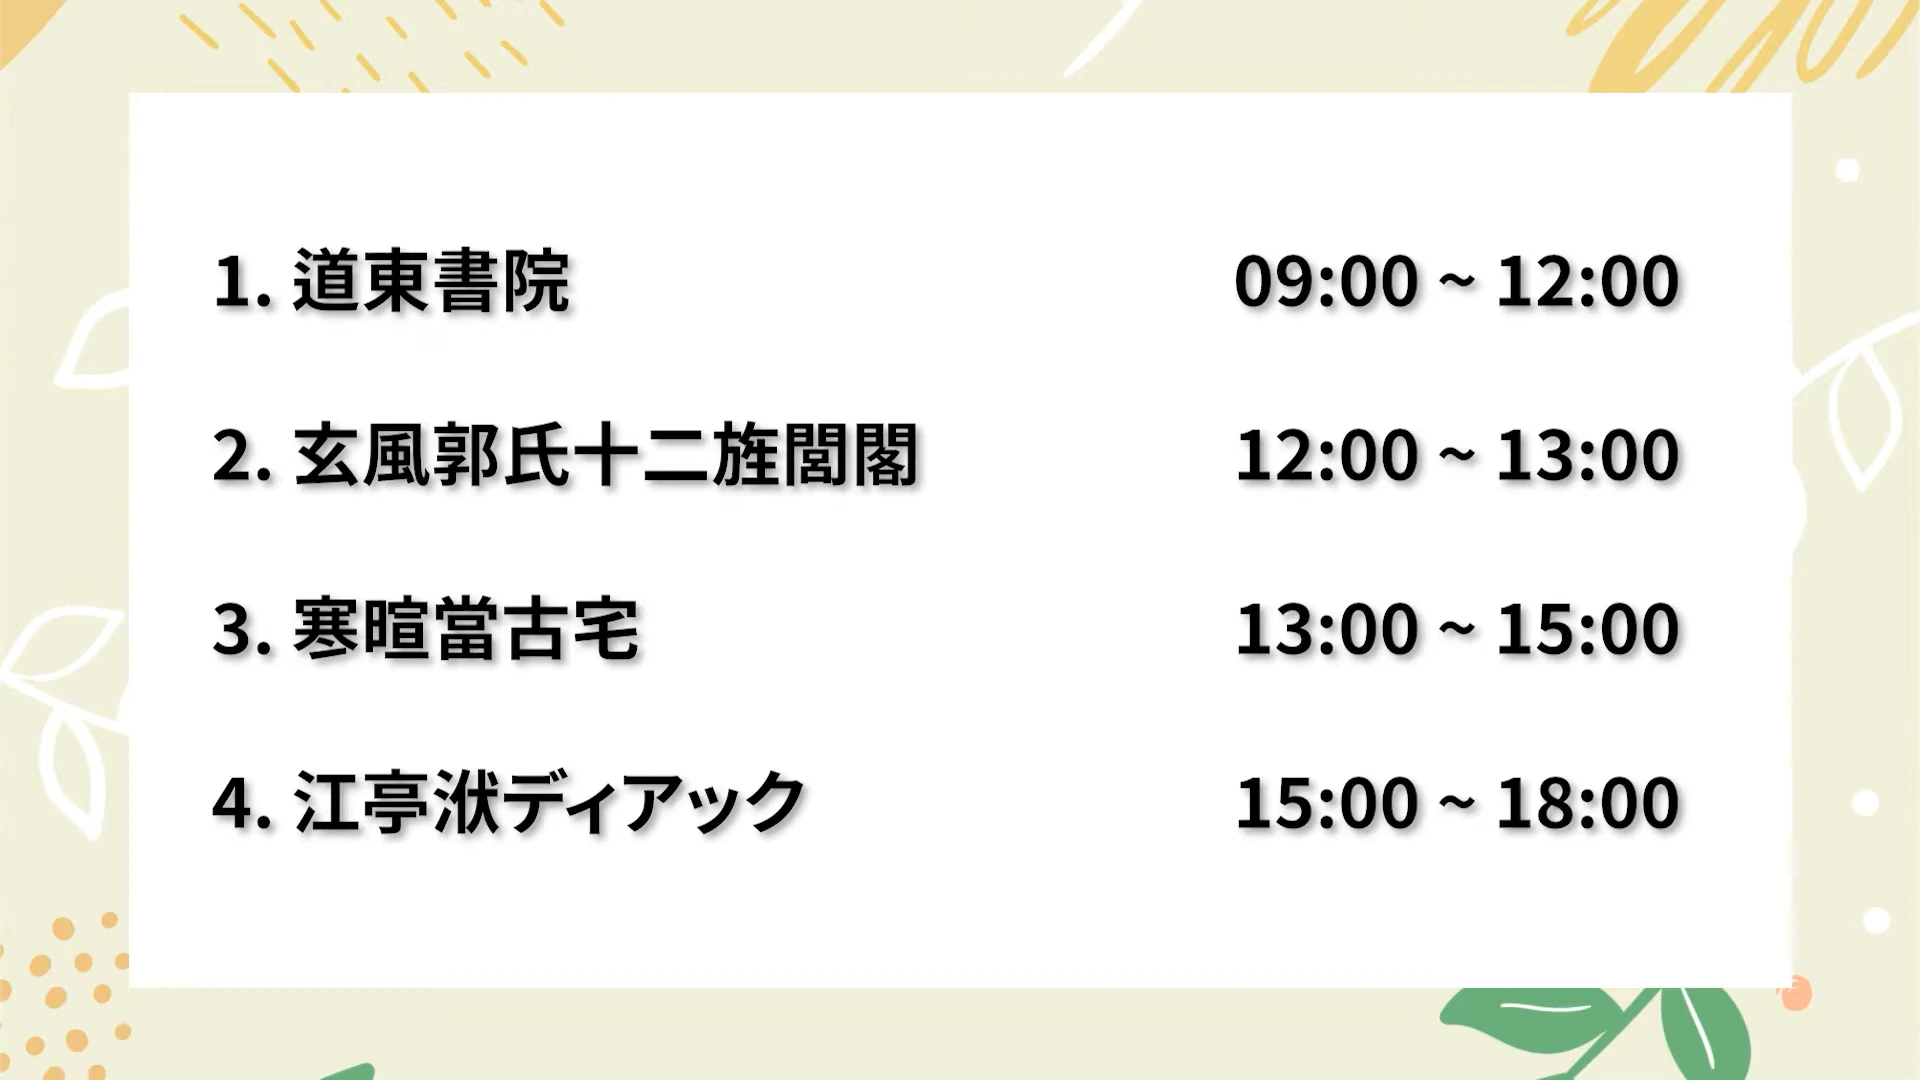 1. 道東書院 09:00 ~ 12:00
2. 玄風郭氏十二旌閭閣 12:00 ~ 13:00
3. 寒暄當古宅 13:00 ~ 15:00
4. 江亭洑ディアック 15:00 ~ 18:00